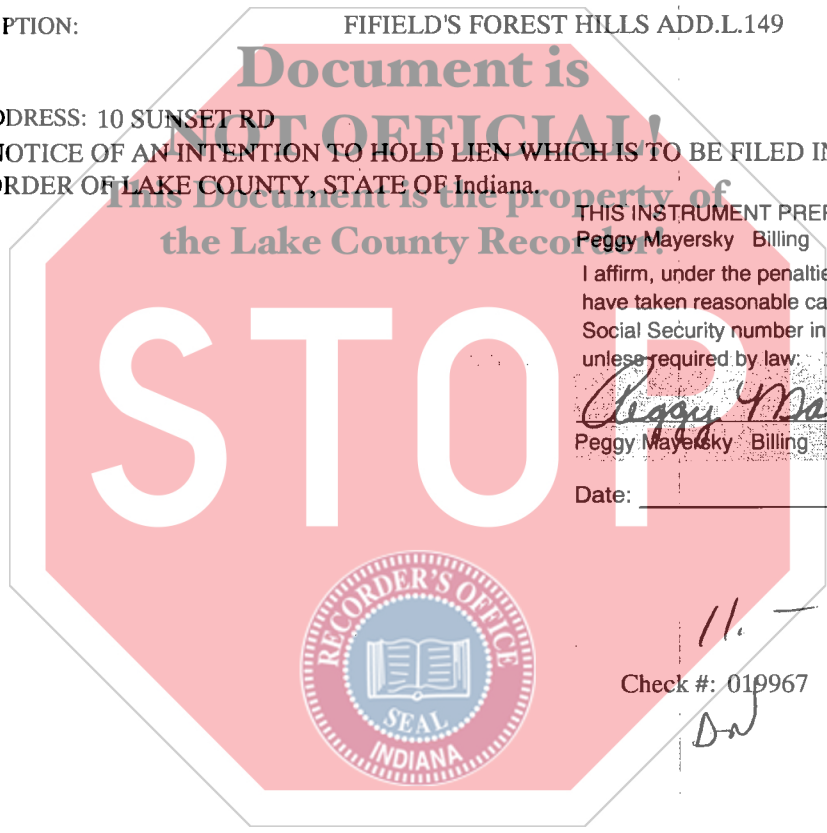 PTION: FIFIELD'S FOREST HILLS ADD.L.149
Document is
DDRESS: 10 SUNSET RD
NOT OFFICIAL!
NOTICE OF AN INTENTION TO HOLD LIEN WHICH IS TO BE FILED IN
ORDER OF LAKE COUNTY, STATE OF Indiana.
This Document is the property of
the Lake County Recorder!
THIS INSTRUMENT PREP
Peggy Mayersky Billing
I affirm, under the penaltie
have taken reasonable ca
Social Security number in
unless required by law:
STOP
Peggy Ma
Peggy Mayersky Billing
Date:
RECORDER'S OFFICE
SEAL
INDIANA
11. —
Check #: 019967